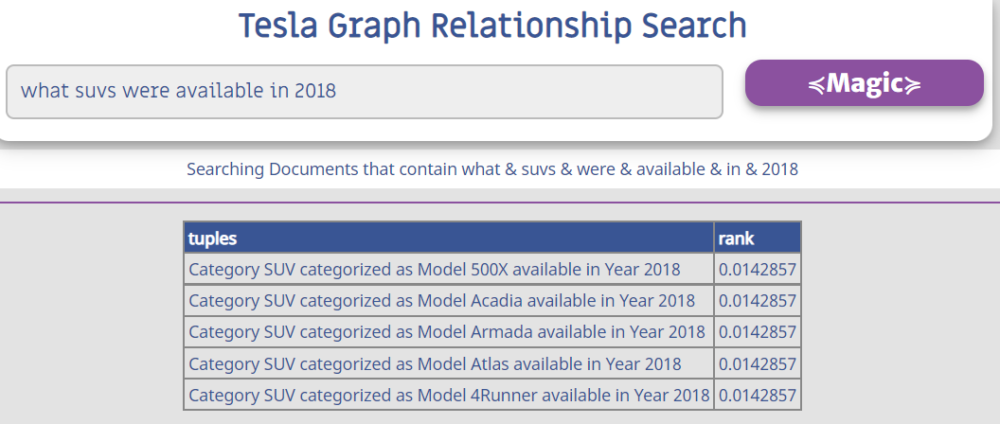 Tesla Graph Relationship Search
what suvs were available in 2018
⋞Magic⋟
Searching Documents that contain what & suvs & were & available & in & 2018
tuples rank
Category SUV categorized as Model 500X available in Year 2018 0.0142857
Category SUV categorized as Model Acadia available in Year 2018 0.0142857
Category SUV categorized as Model Armada available in Year 2018 0.0142857
Category SUV categorized as Model Atlas available in Year 2018 0.0142857
Category SUV categorized as Model 4Runner available in Year 2018 0.0142857